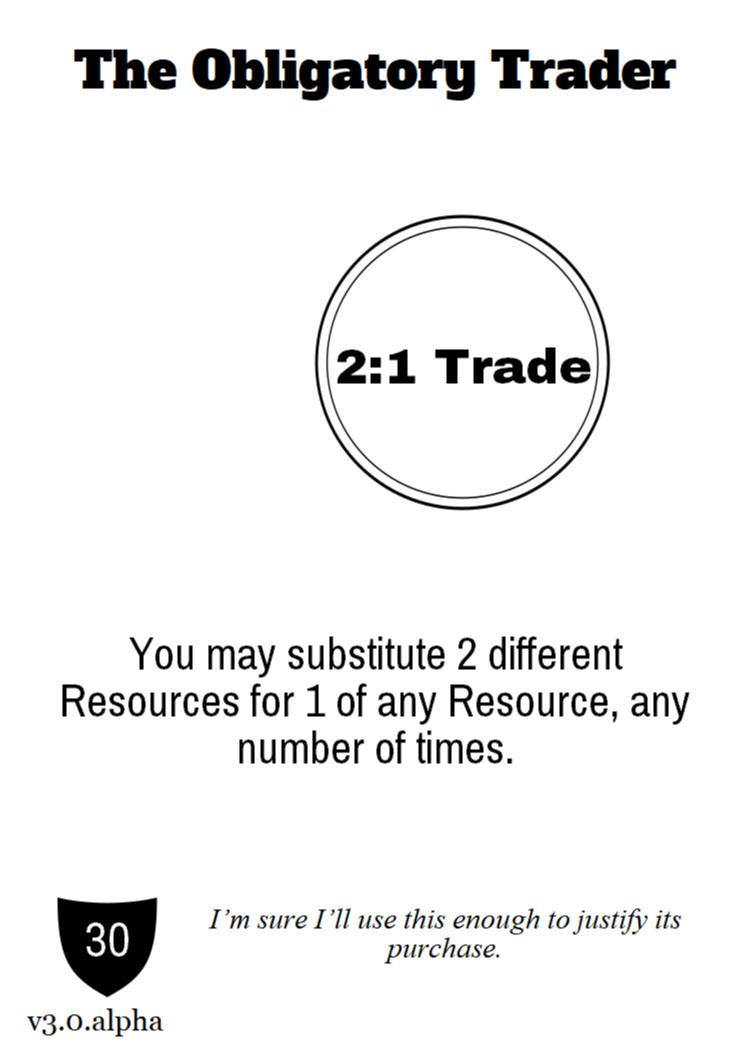 The Obligatory Trader
2:1 Trade
You may substitute 2 different
Resources for 1 of any Resource, any
number of times.
30
I’m sure I’ll use this enough to justify its
purchase.
v3.0.alpha